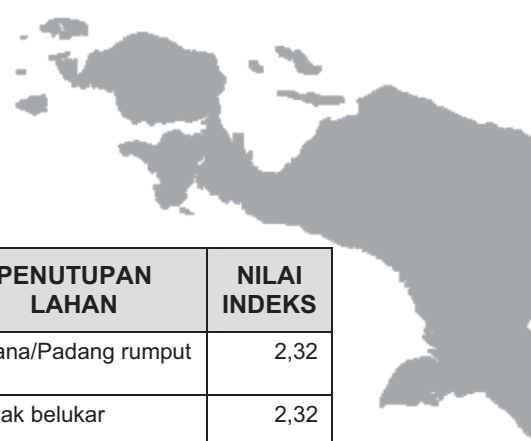 PENUTUPAN NILAI
LAHAN INDEKS
ana/Padang rumput 2,32
ak belukar 2,32